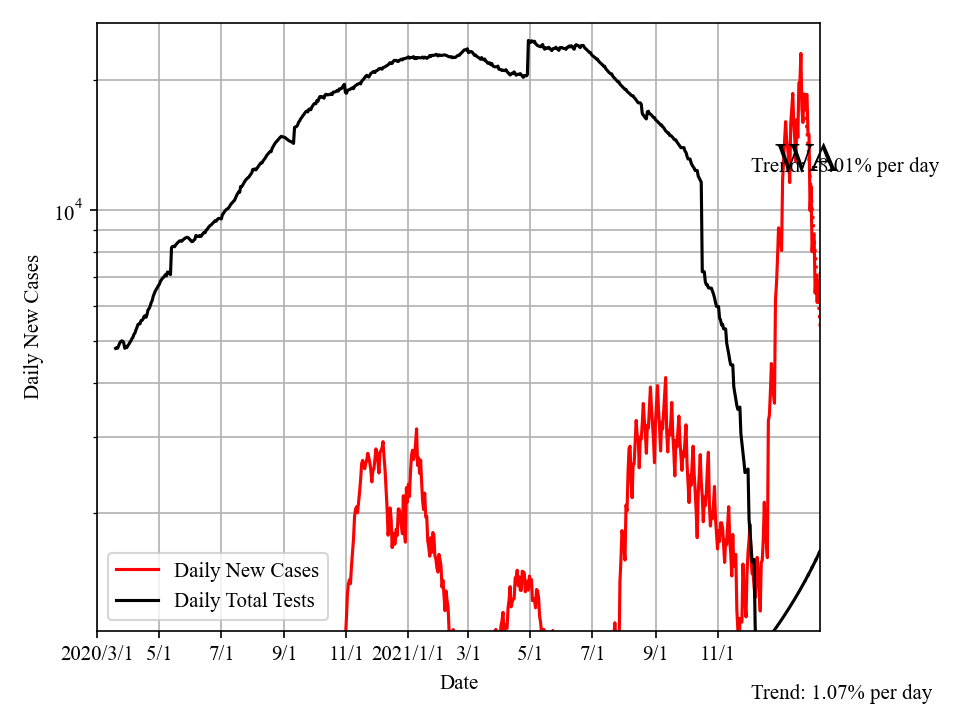 WA
Trend: -8.01% per day
10^4
Daily New Cases
Daily New Cases
Daily Total Tests
2020/3/1 5/1 7/1 9/1 11/1 2021/1/1 3/1 5/1 7/1 9/1 11/1
Date
Trend: 1.07% per day